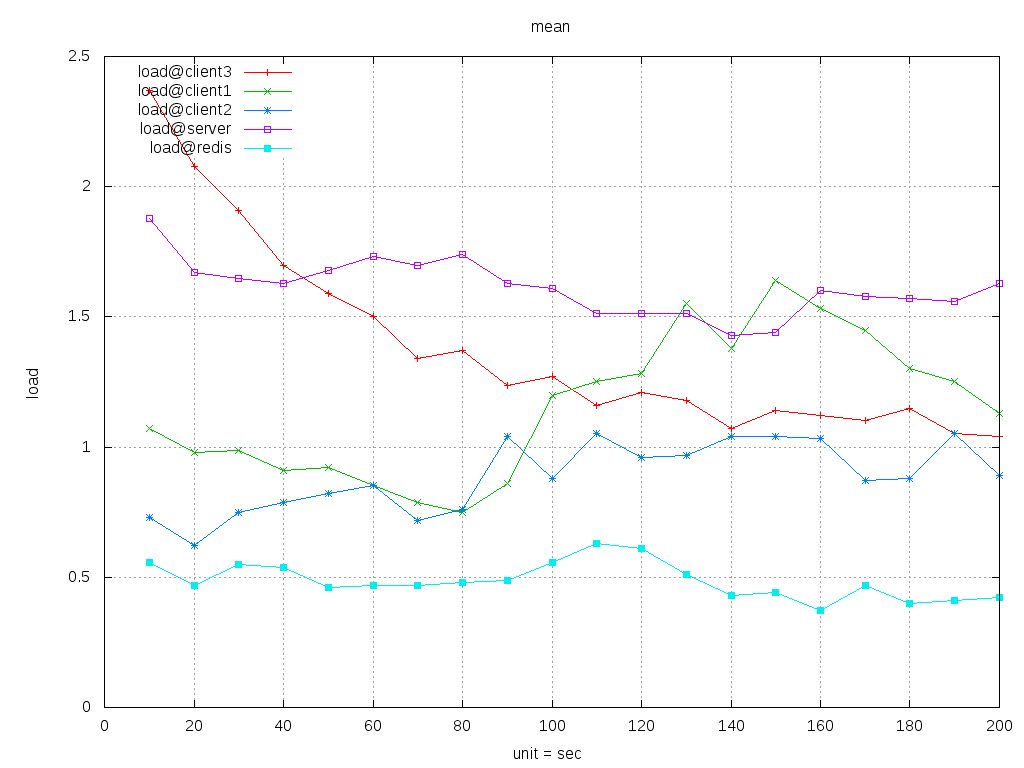 mean
2.5
2
1.5
1
0.5
0
load
load@client3
load@client1
load@client2
load@server
load@redis
0 20 40 60 80 100 120 140 160 180 200
unit = sec